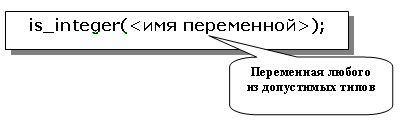 is_integer(<имя переменной>);
Переменная любого
из допустимых типов